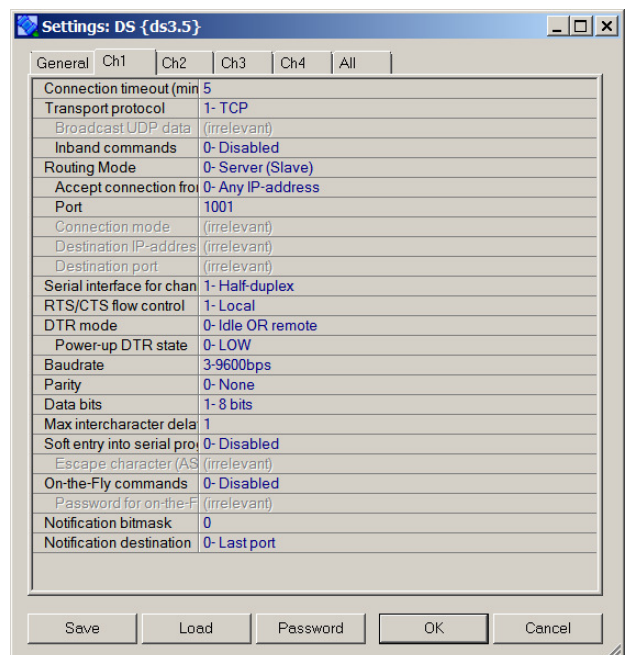 Settings: DS {ds3.5}
General Ch1 Ch2 Ch3 Ch4 All
Connection timeout (min 5
Transport protocol 1- TCP
Broadcast UDP data (irrelevant)
Inband commands 0- Disabled
Routing Mode 0- Server (Slave)
Accept connection fro 0- Any IP-address
Port 1001
Connection mode (irrelevant)
Destination IP-addres (irrelevant)
Destination port (irrelevant)
Serial interface for chan 1- Half-duplex
RTS/CTS flow control 1- Local
DTR mode 0- Idle OR remote
Power-up DTR state 0- LOW
Baudrate 3-9600bps
Parity 0- None
Data bits 1- 8 bits
Max intercharacter dela 1
Soft entry into serial pro 0- Disabled
Escape character (AS (irrelevant)
On-the-Fly commands 0- Disabled
Password for on-the-F (irrelevant)
Notification bitmask 0
Notification destination 0- Last port
Save Load Password OK Cancel